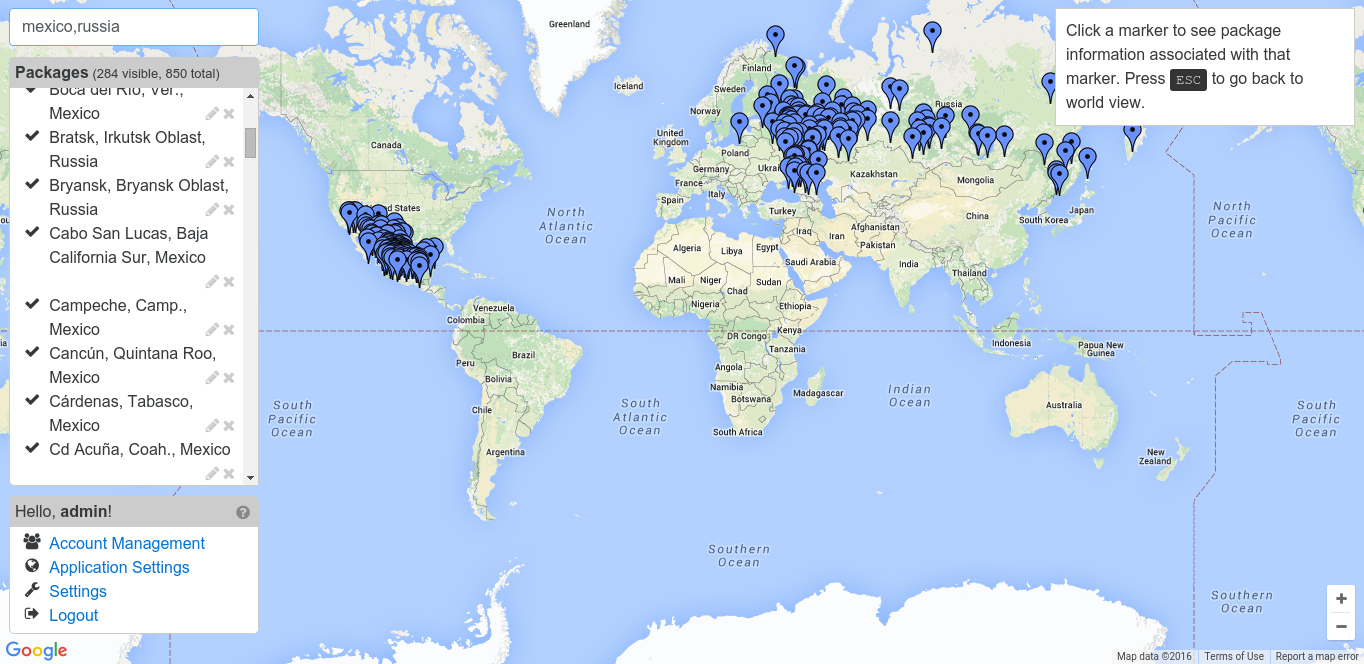 mexico,russia
Packages (284 visible, 850 total)
Boca del Río, Ver.,
Mexico
Bratsk, Irkutsk Oblast,
Russia
Bryansk, Bryansk Oblast,
Russia
Cabo San Lucas, Baja
California Sur, Mexico
Campeche, Camp.,
Mexico
Cancún, Quintana Roo,
Mexico
Cárdenas, Tabasco,
Mexico
Cd Acuña, Coah., Mexico
Hello, admin!
Account Management
Application Settings
Settings
Logout
Google
Click a marker to see package
information associated with that
marker. Press ESC to go back to
world view.
Greenland
Iceland
Finland
Sweden
Norway
Russia
United
Kingdom
Canada
Poland
Germany
Ukrai
France
Kazakhstan
Mongolia
Italy
Spain
Turkey
China
South Korea
Japan
d States
North
Atlantic
Ocean
North
Pacific
Ocean
Iraq
Iran
Afghanistan
Pakistan
Algeria
Libya
Egypt
Saudi Arabia
India
Thailand
Mali
Niger
Chad
Sudan
Nigeria
Ethiopia
Venezuela
Colombia
DR Congo
Kenya
Tanzania
Indonesia
Papua New
Guinea
Brazil
Peru
Bolivia
Angola
Namibia
Botswana
Madagascar
Indian
Ocean
Chile
South
Pacific
Ocean
South
Atlantic
Ocean
South Africa
Australia
South
Pacific
Ocean
Argentina
New
Zealand
Southern
Ocean
Southern
Ocean
+
−
Map data ©2016
Terms of Use
Report a map error